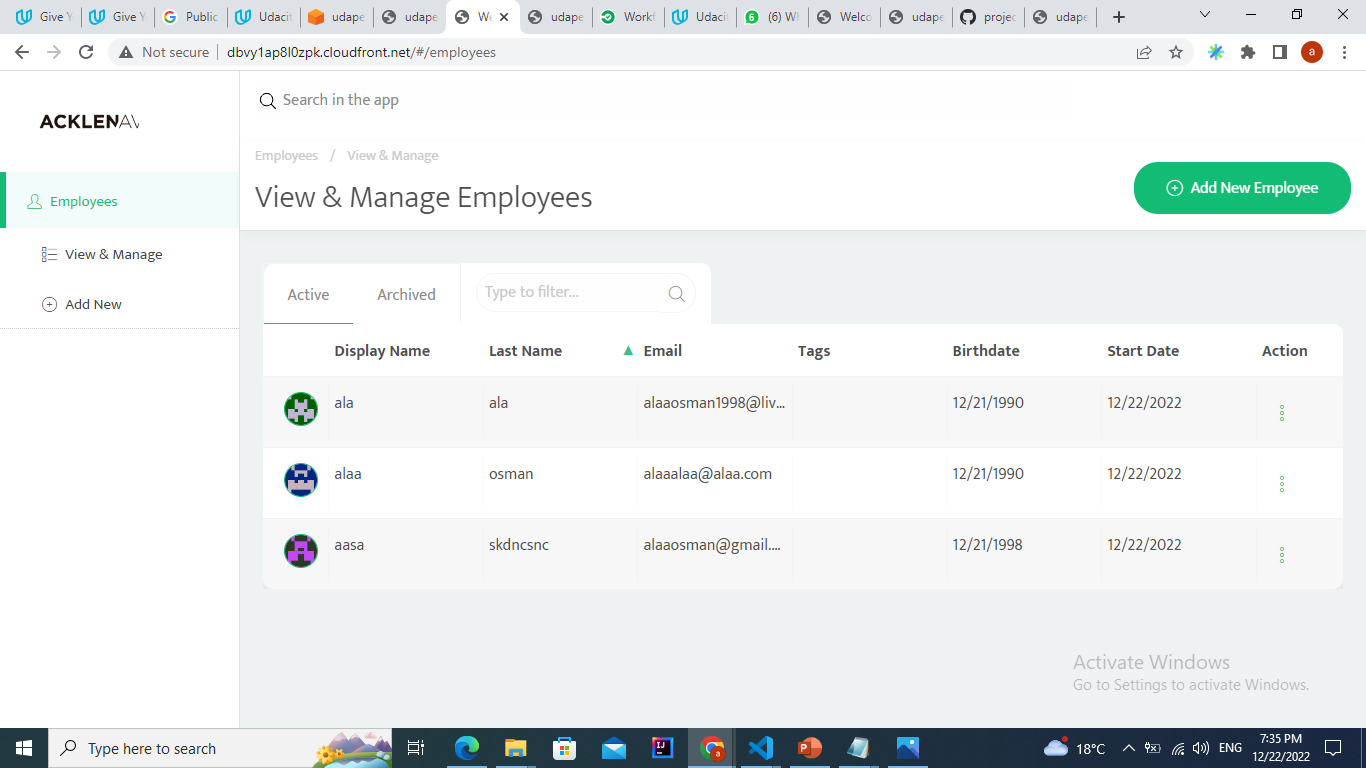 Give Y
Give Y
Public
Udacit
udape
udape
We
udape
Workf
Udacit
(6) Wh
Welco
udape
projec
udape
Not secure
dbvy1ap8l0zpk.cloudfront.net/#/employees
a
ACKLENAV
Search in the app
Employees / View & Manage
View & Manage Employees
Add New Employee
Employees
View & Manage
Add New
Active Archived Type to filter...
Display Name Last Name Email Tags Birthdate Start Date Action
ala ala alaaosman1998@liv... 12/21/1990 12/22/2022
alaa osman alaaalaa@alaa.com 12/21/1990 12/22/2022
aasa skdncsnc alaaosman@gmail.... 12/21/1998 12/22/2022
Activate Windows
Go to Settings to activate Windows.
Type here to search
18°C
ENG
7:35 PM
12/22/2022